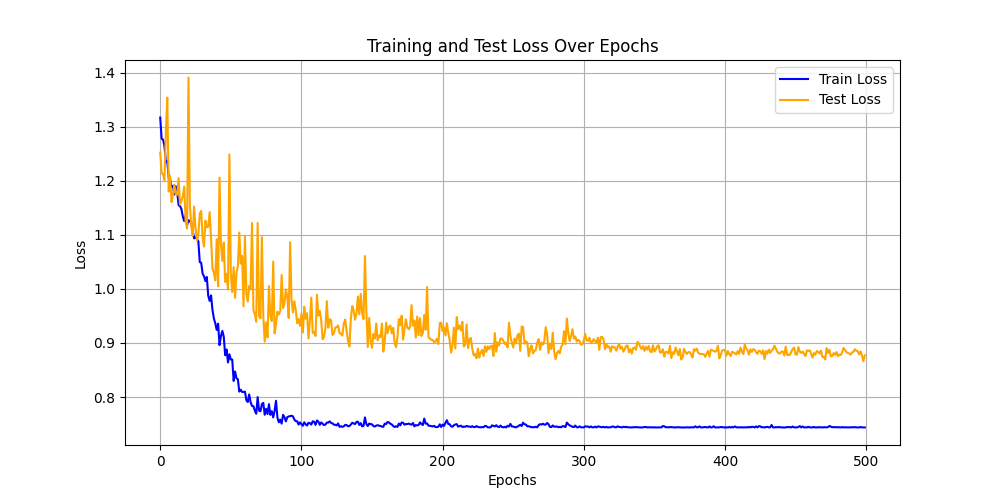 Training and Test Loss Over Epochs
Train Loss
Test Loss
1.4
1.3
1.2
1.1
1.0
0.9
0.8
Loss
0 100 200 300 400 500
Epochs